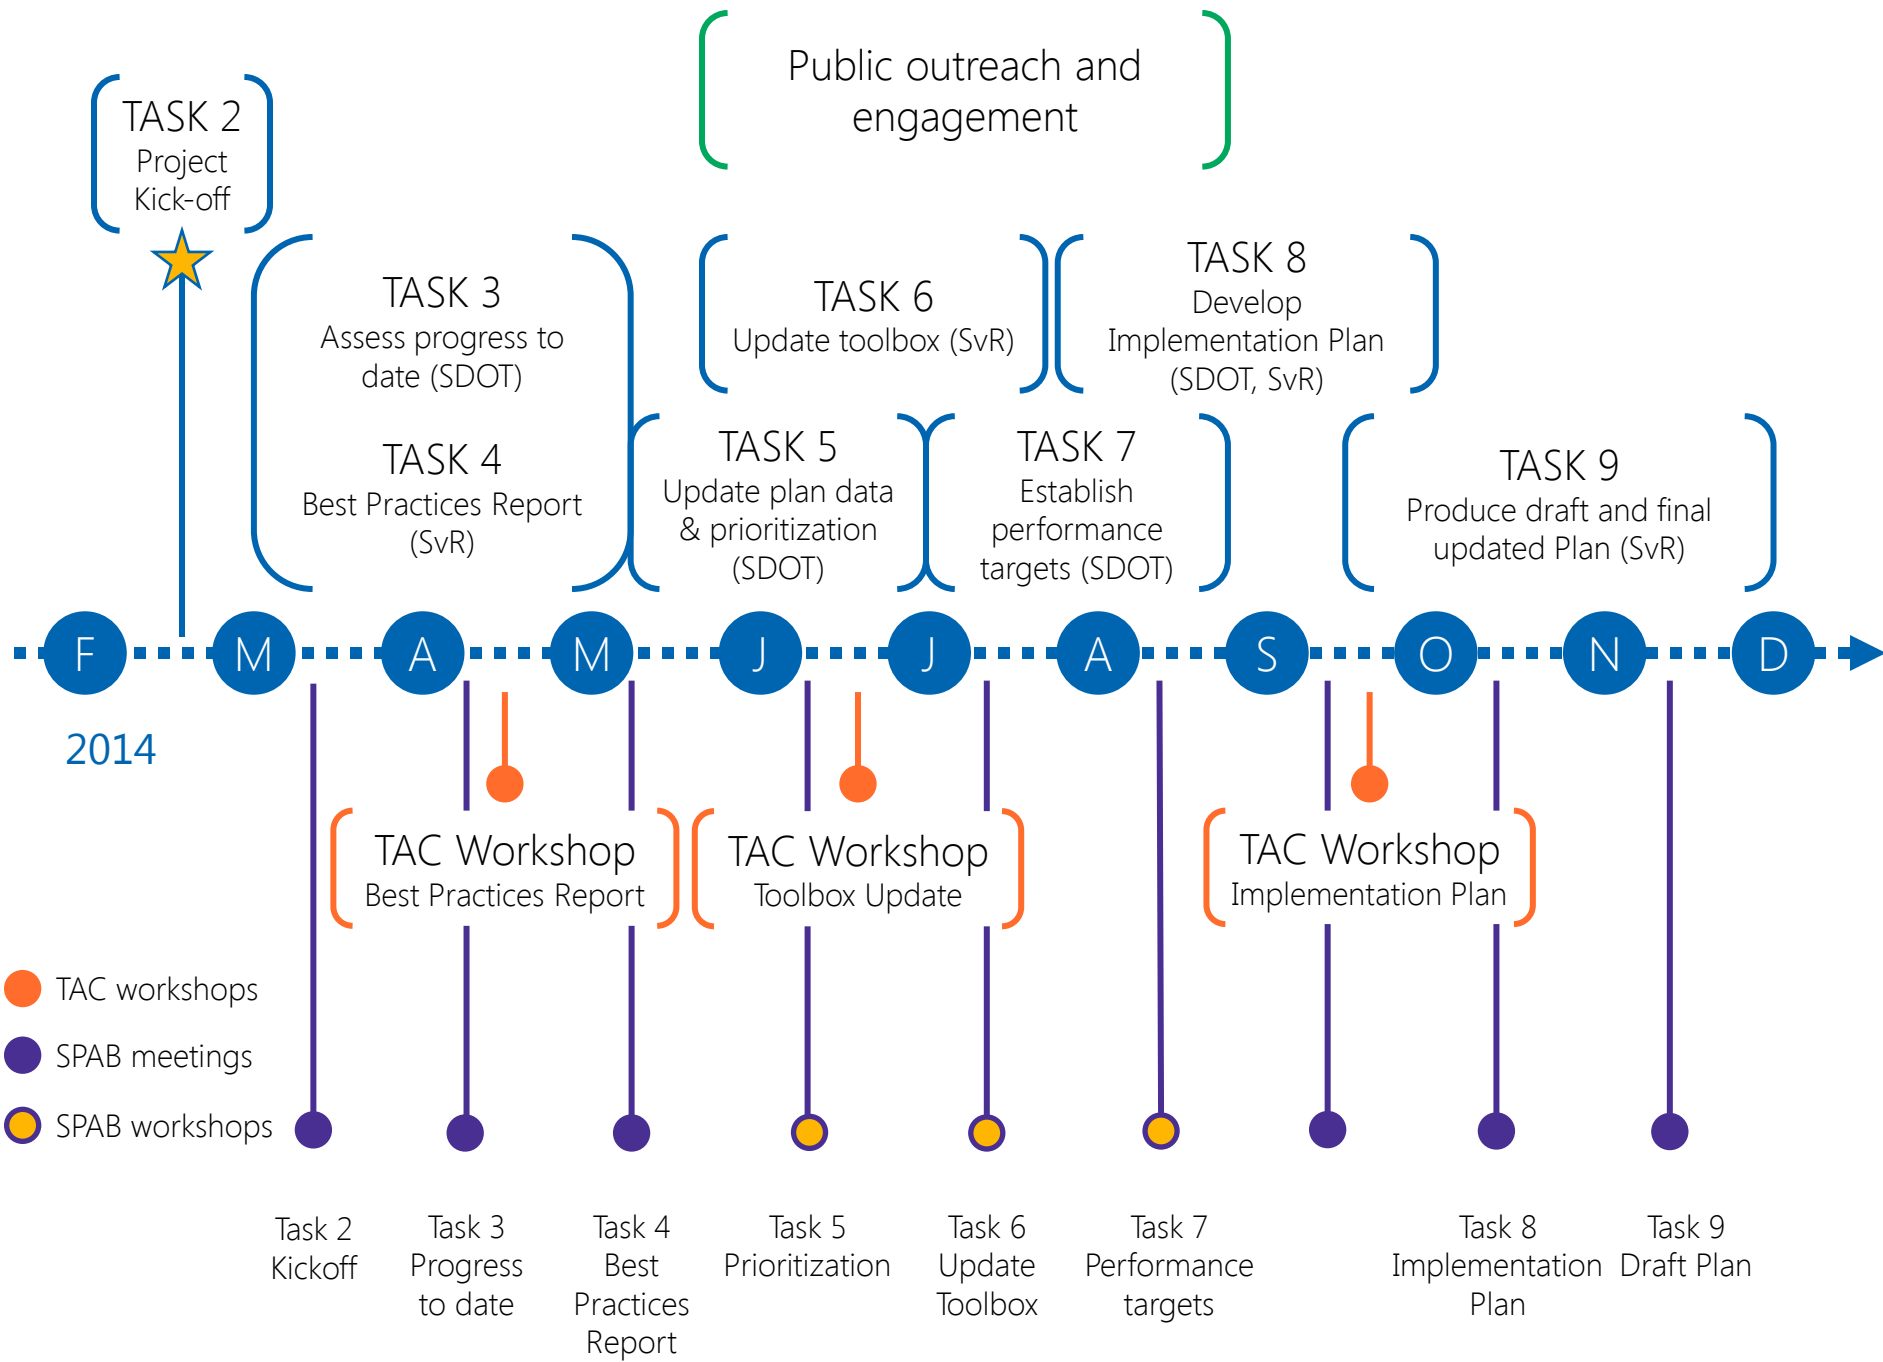 Public outreach and
engagement
TASK 2
Project
Kick-off
TASK 3
Assess progress to
date (SDOT)
TASK 4
Best Practices Report
(SvR)
TASK 6
Update toolbox (SvR)
TASK 8
Develop
Implementation Plan
(SDOT, SvR)
TASK 5
Update plan data
& prioritization
(SDOT)
TASK 7
Establish
performance
targets (SDOT)
TASK 9
Produce draft and final
updated Plan (SvR)
F M A M J J A S O N D
2014
TAC Workshop
Best Practices Report
TAC Workshop
Toolbox Update
TAC Workshop
Implementation Plan
TAC workshops
SPAB meetings
SPAB workshops
Task 2
Kickoff
Task 3
Progress
to date
Task 4
Best
Practices
Report
Task 5
Prioritization
Task 6
Update
Toolbox
Task 7
Performance
targets
Task 8
Implementation
Plan
Task 9
Draft Plan